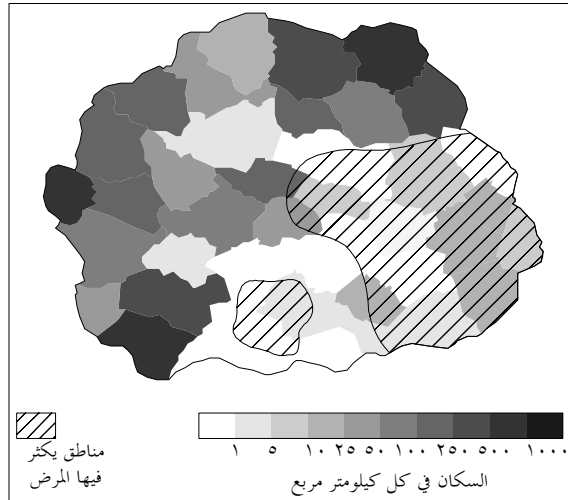 مناطق يكثر
فيها المرض
١ ٥ ١٠ ٢٥ ٥٠ ١٠٠ ٢٥٠ ٥٠٠ ١٠٠٠
السكان في كل كيلومتر مربع